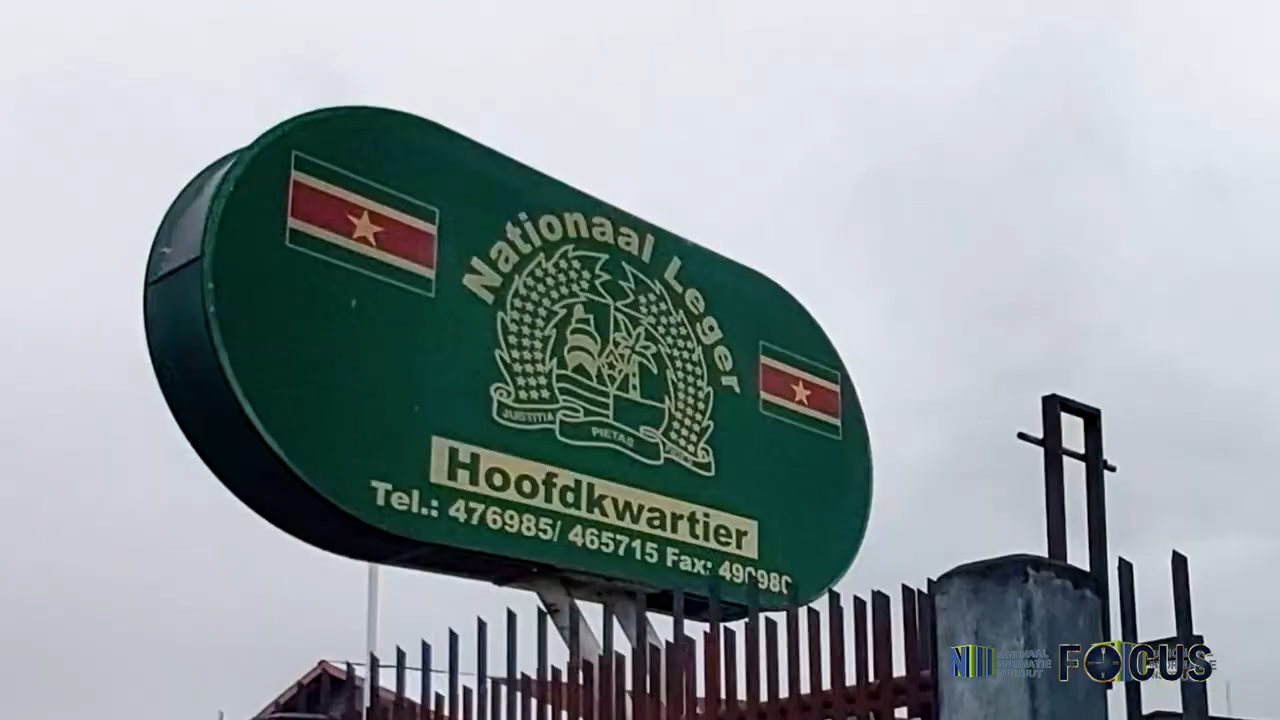 Nationaal Leger
JUSTITIA
PIETAS
Hoofdkwartier
Tel.: 476985/ 465715 Fax:
FOCUS